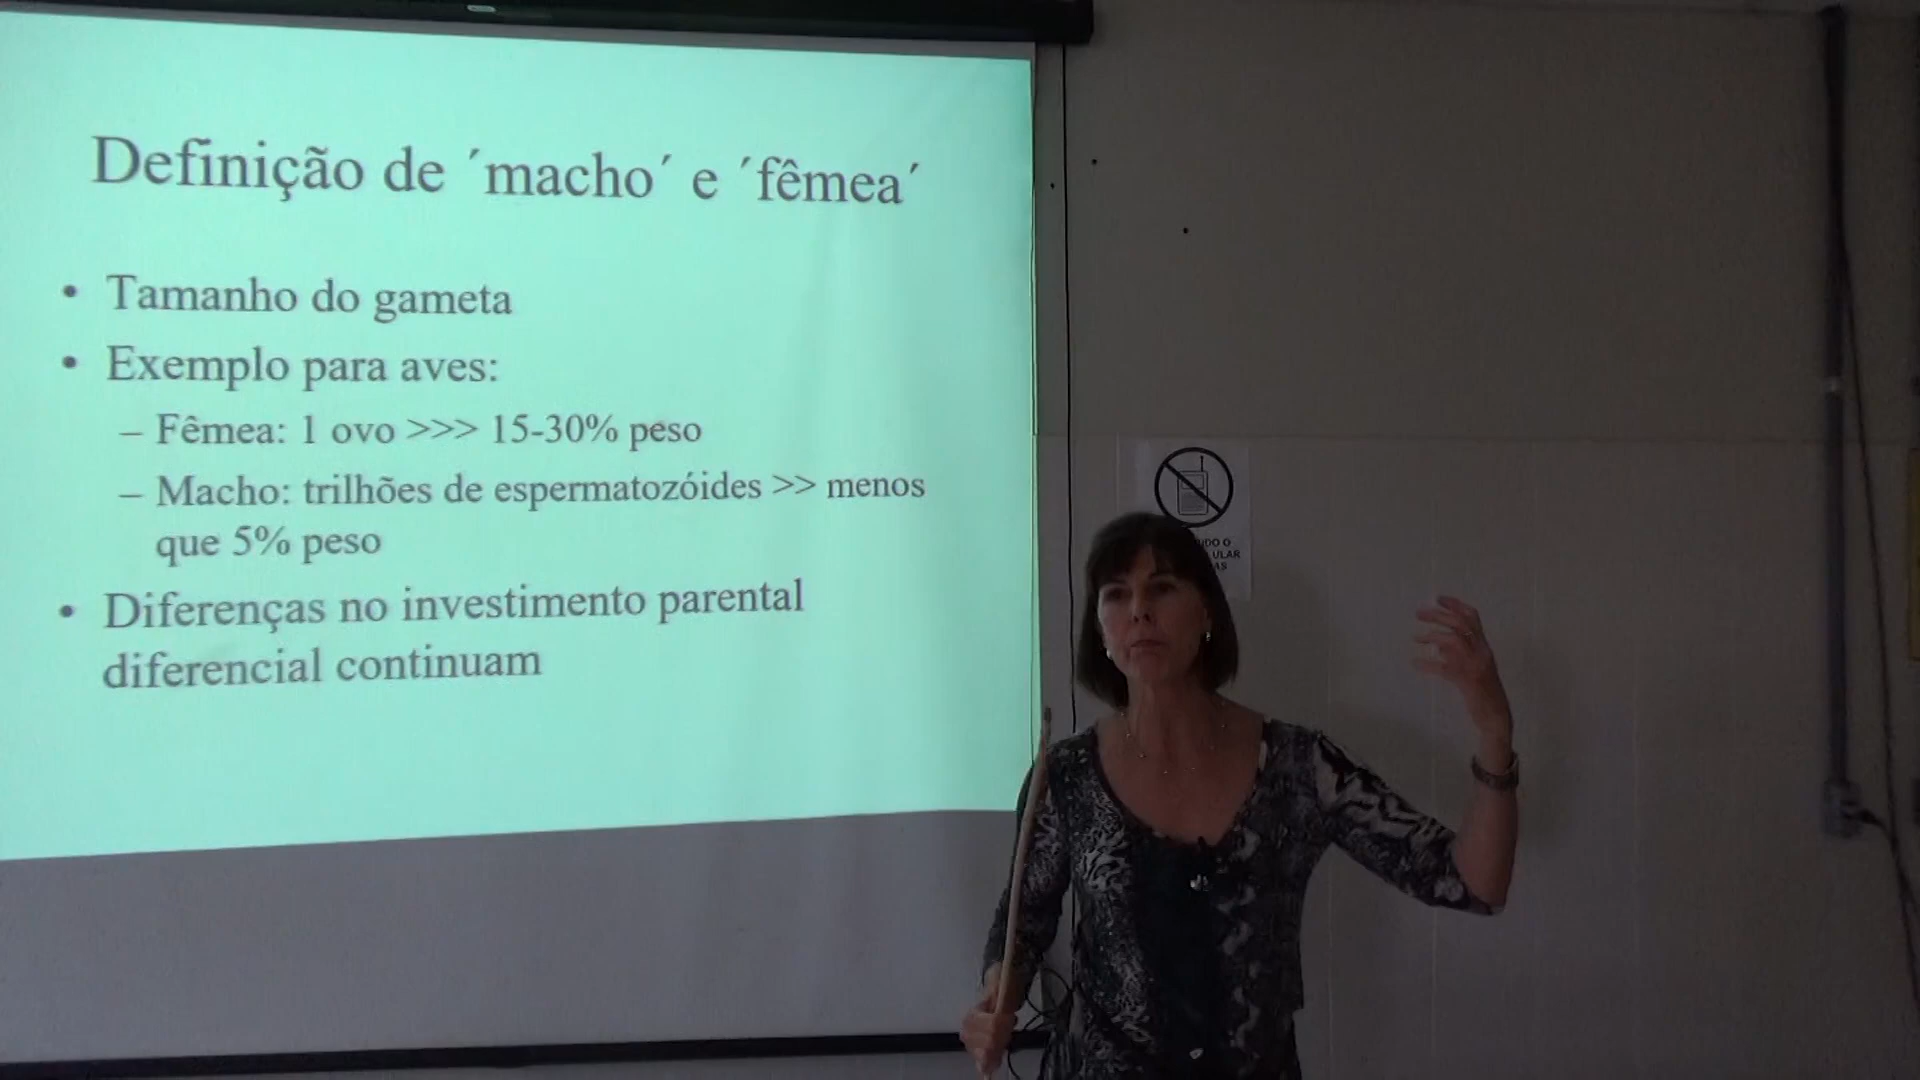 Definição de ´macho´ e ´fêmea´
• Tamanho do gameta
• Exemplo para aves:
– Fêmea: 1 ovo >>> 15-30% peso
– Macho: trilhões de espermatozóides >> menos
que 5% peso
• Diferenças no investimento parental
diferencial continuam
O